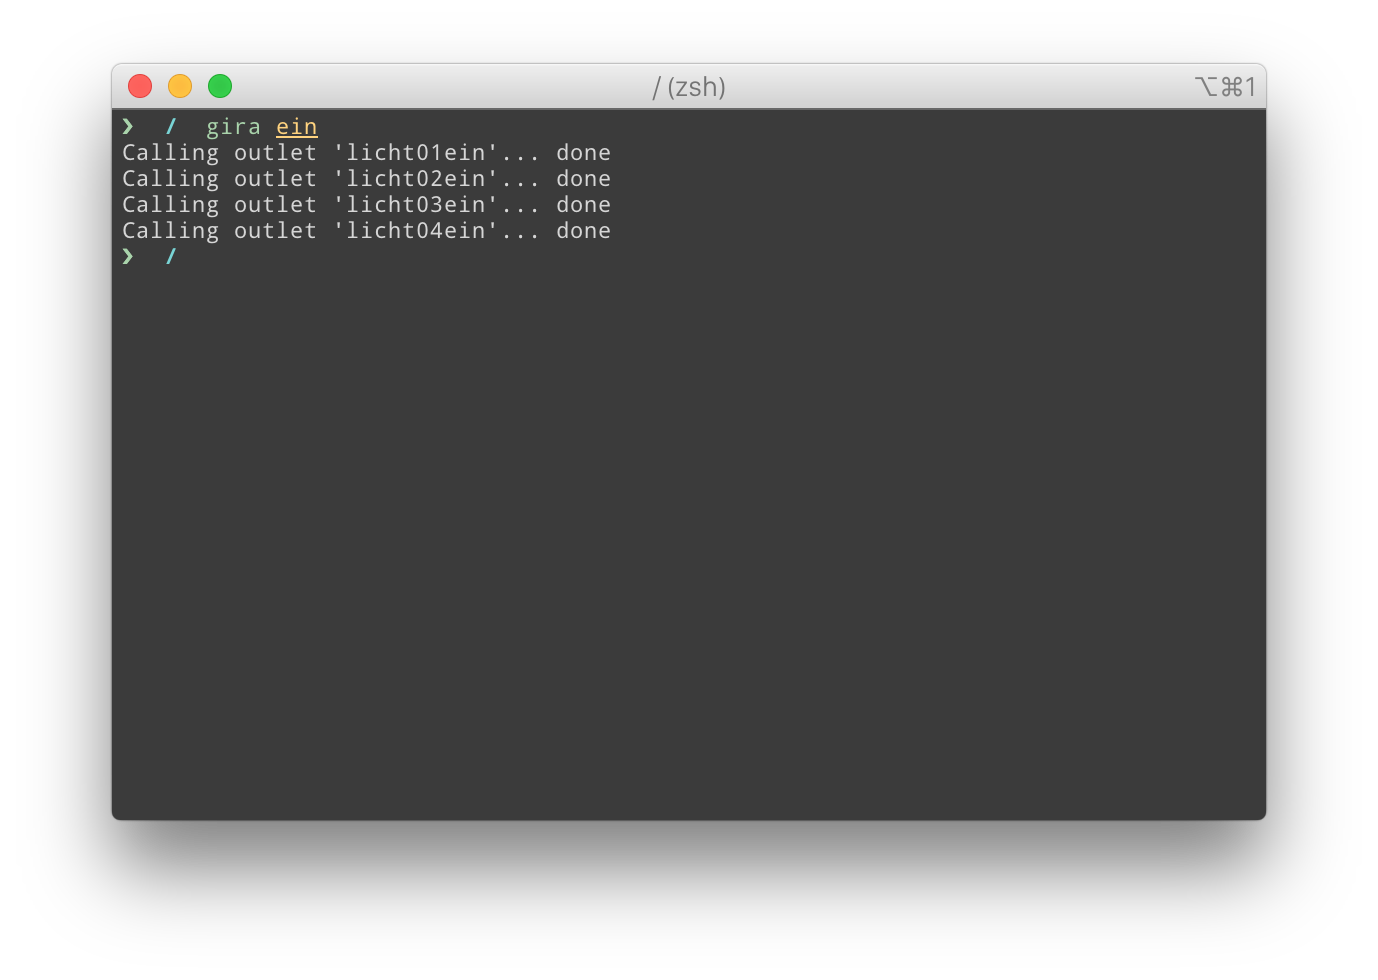 / (zsh)
⌥⌘1
❯ / gira ein
Calling outlet 'licht01ein'... done
Calling outlet 'licht02ein'... done
Calling outlet 'licht03ein'... done
Calling outlet 'licht04ein'... done
❯ /